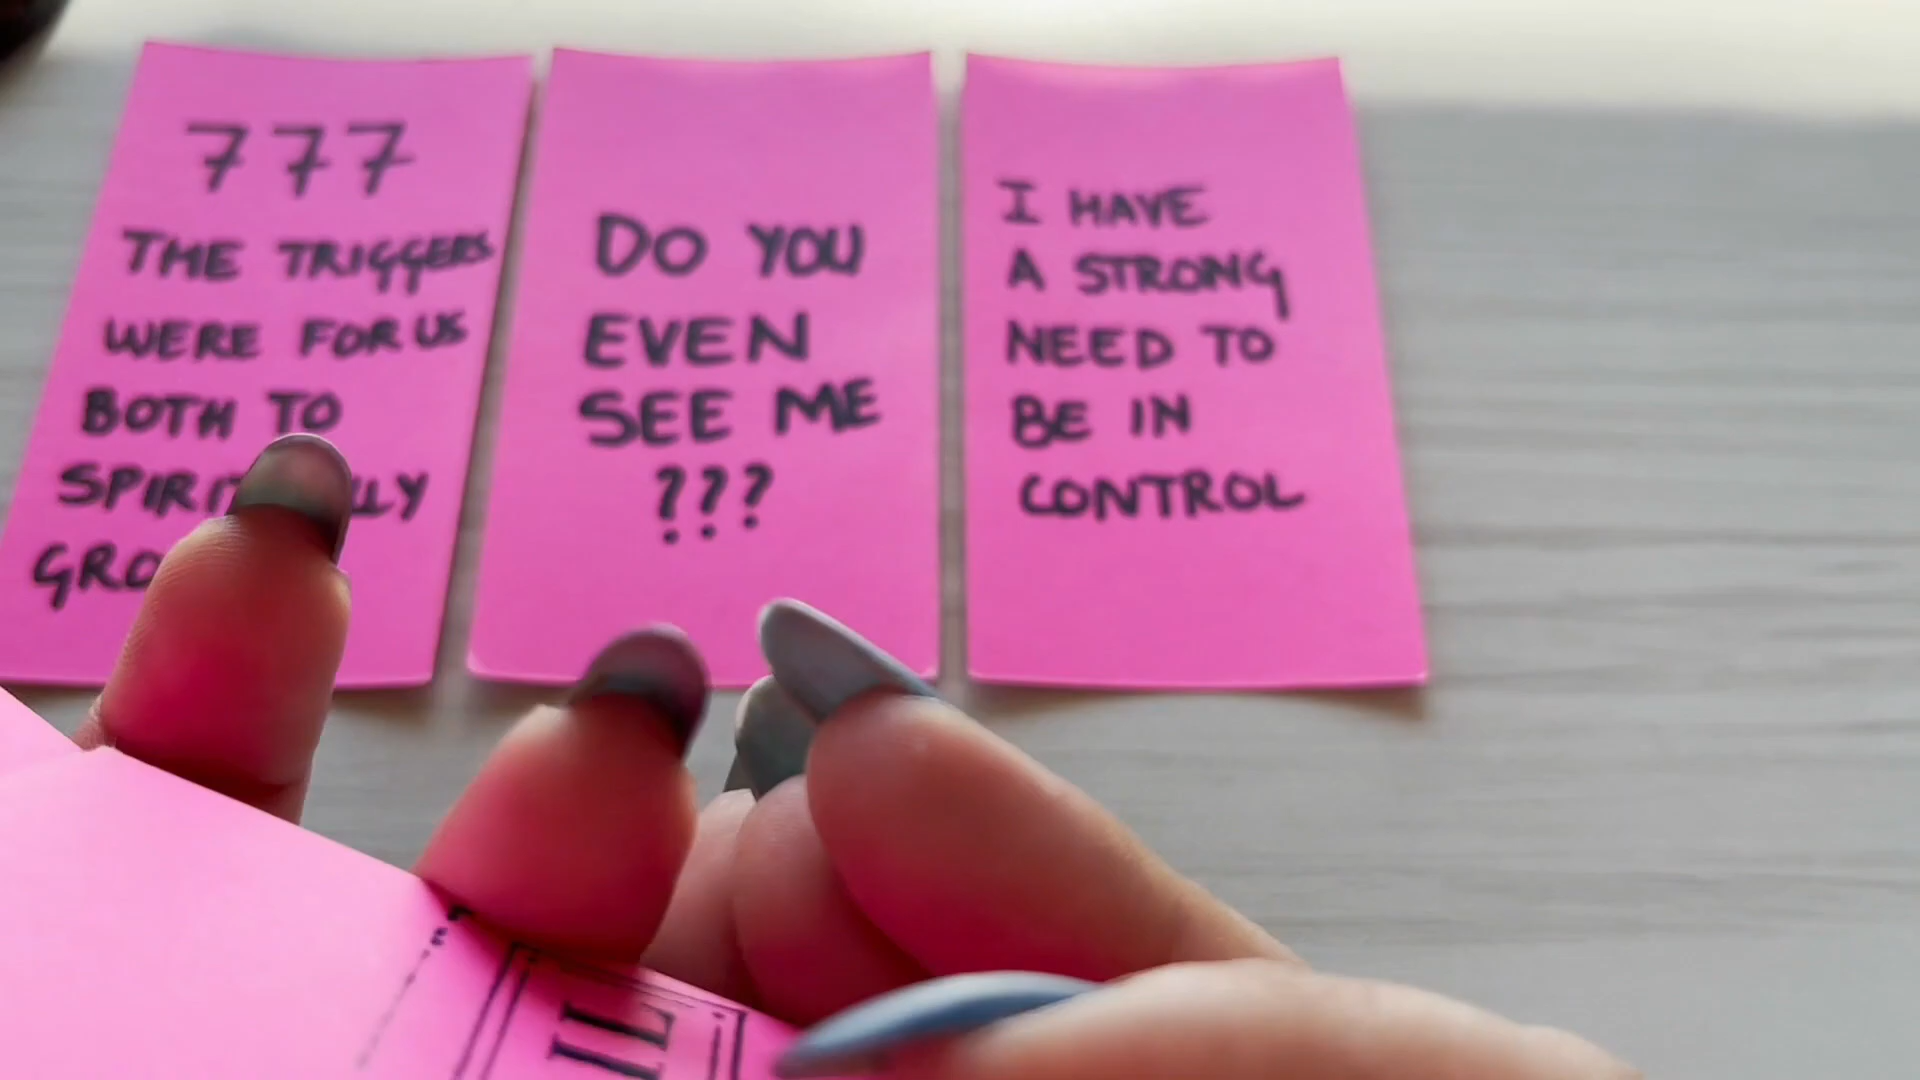 777
THE TRIGGERS
WERE FOR US
BOTH TO
DO YOU
EVEN
SEE ME
???
I HAVE
A STRONG
NEED TO
BE IN
CONTROL